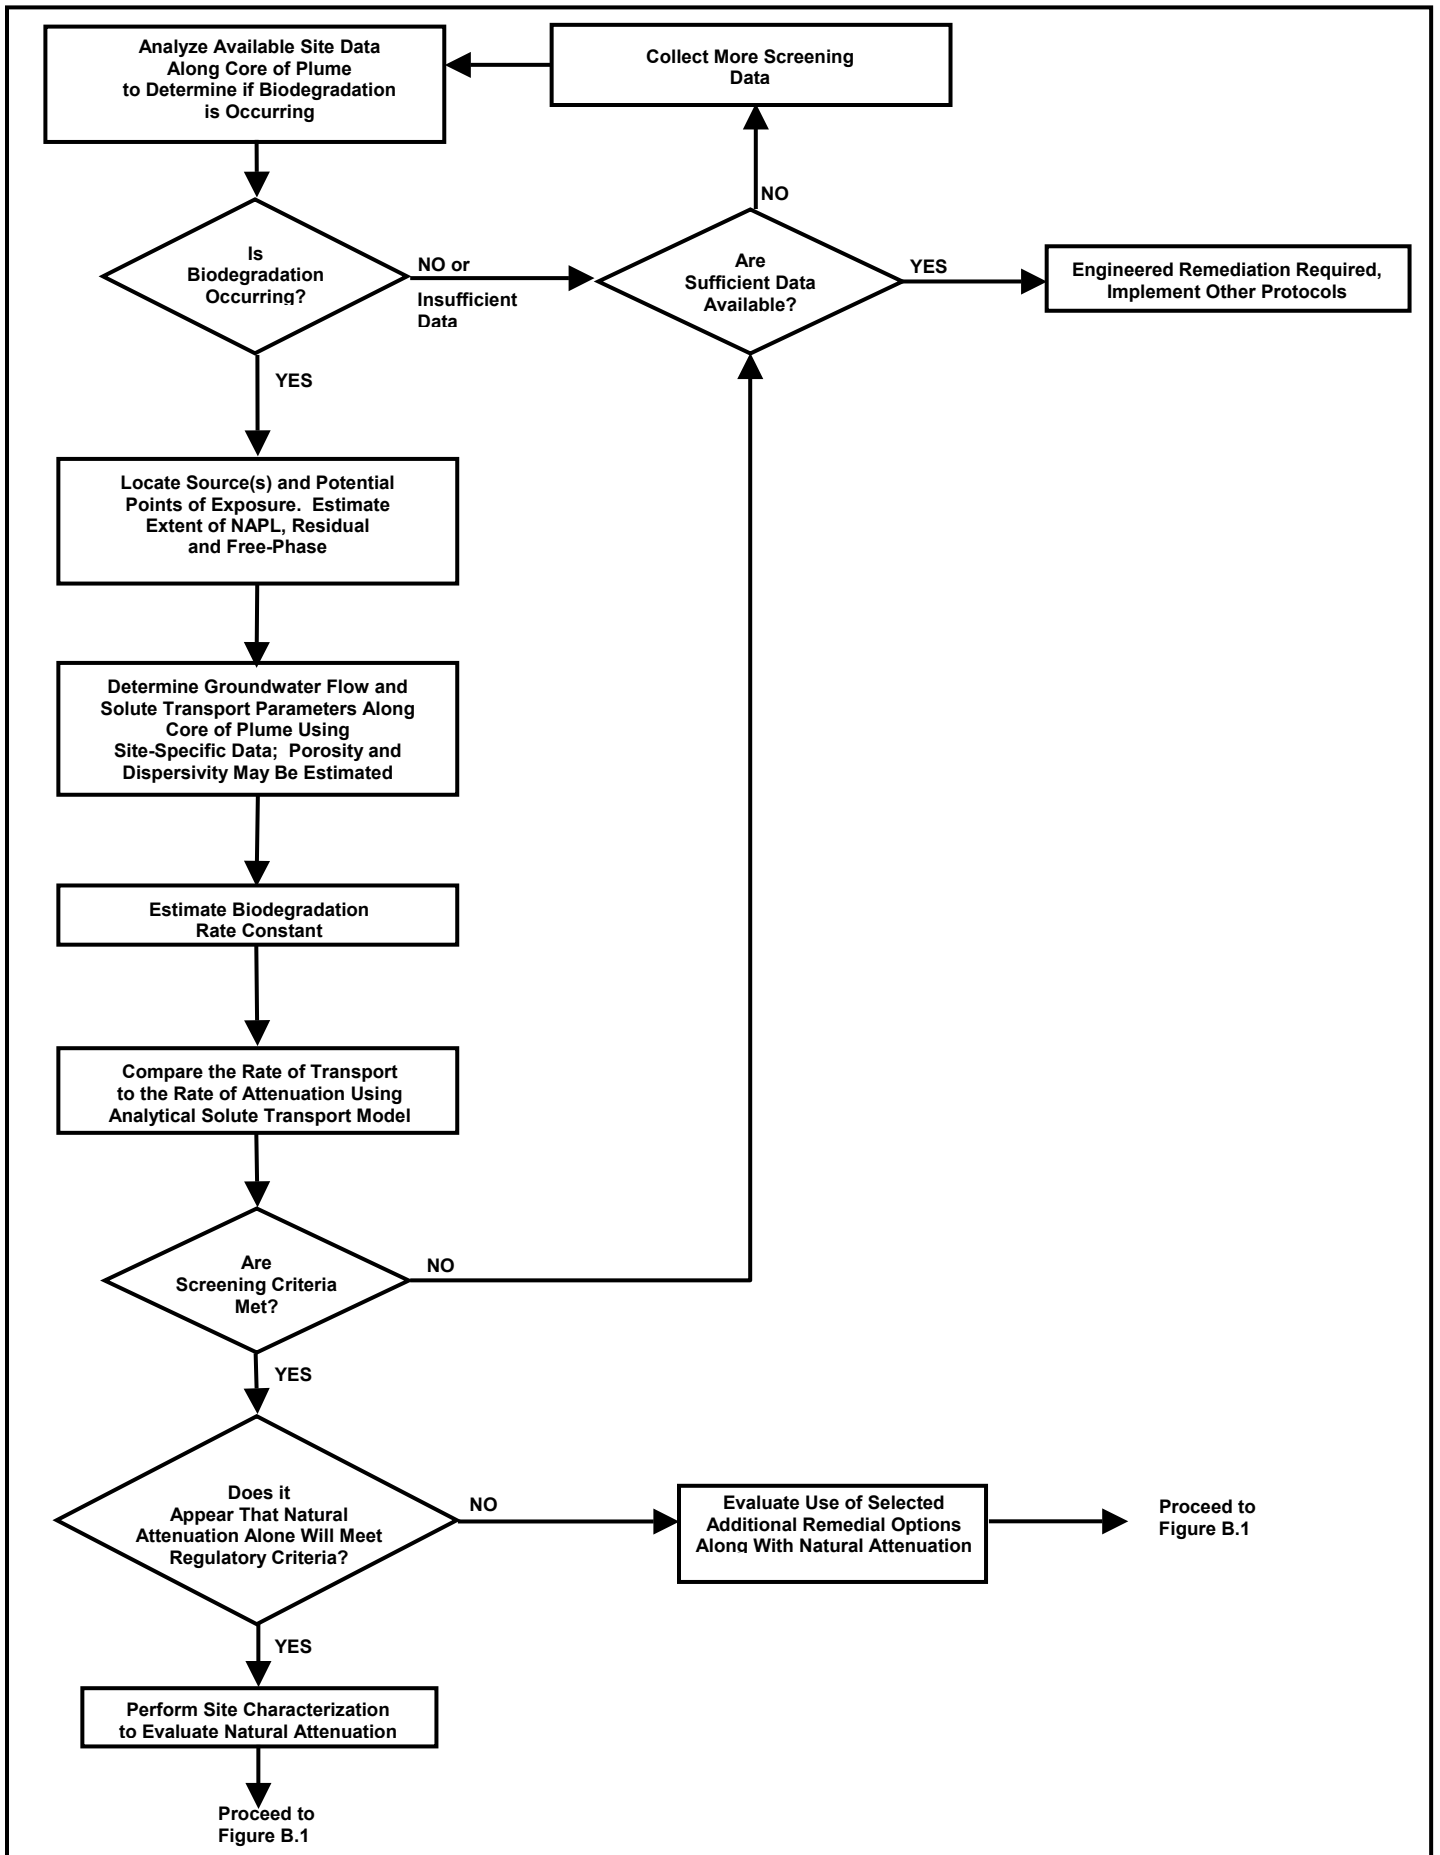 Analyze Available Site Data
Along Core of Plume
to Determine if Biodegradation
is Occurring
Collect More Screening
Data
NO
Is
Biodegradation
Occurring?
NO or
Insufficient
Data
Are
Sufficient Data
Available?
YES
Engineered Remediation Required,
Implement Other Protocols
YES
Locate Source(s) and Potential
Points of Exposure.  Estimate
Extent of NAPL, Residual
and Free-Phase
Determine Groundwater Flow and
Solute Transport Parameters Along
Core of Plume Using
Site-Specific Data;  Porosity and
Dispersivity May Be Estimated
Estimate Biodegradation
Rate Constant
Compare the Rate of Transport
to the Rate of Attenuation Using
Analytical Solute Transport Model
Are
Screening Criteria
Met?
NO
YES
Does it
Appear That Natural
Attenuation Alone Will Meet
Regulatory Criteria?
NO
Evaluate Use of Selected
Additional Remedial Options
Along With Natural Attenuation
Proceed to
Figure B.1
YES
Perform Site Characterization
to Evaluate Natural Attenuation
Proceed to
Figure B.1